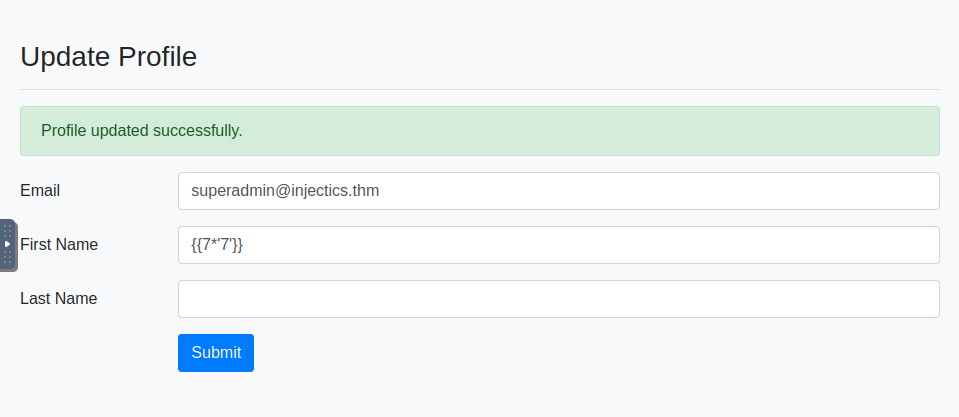 Update Profile
Profile updated successfully.
Email superadmin@injectics.thm
First Name {{7*'7'}}
Last Name
Submit